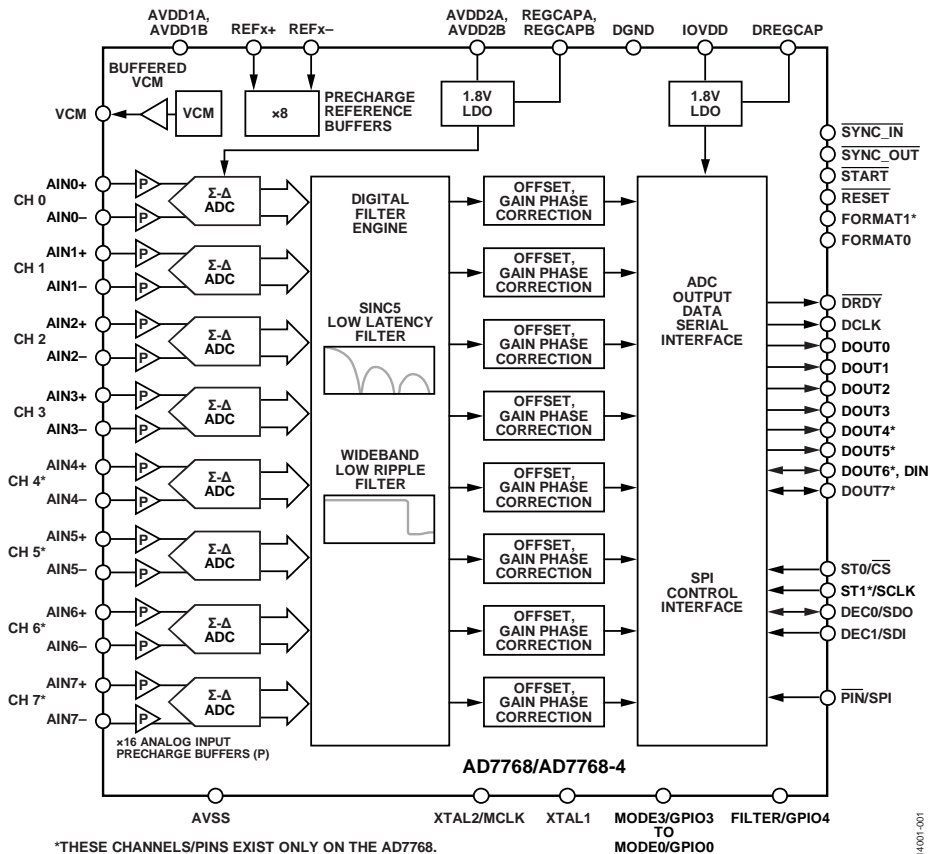 AVDD1A,
AVDD1B
REFx+
REFx–
AVDD2A,
AVDD2B
REGCAPA,
REGCAPB
DGND
IOVDD
DREGCAP
BUFFERED
VCM
VCM
VCM
×8
PRECHARGE
REFERENCE
BUFFERS
1.8V
LDO
1.8V
LDO
SYNC_IN
SYNC_OUT
START
RESET
FORMAT1*
FORMAT0
CH 0
AIN0+
P
AIN0–
P
Σ-Δ
ADC
CH 1
AIN1+
P
AIN1–
P
Σ-Δ
ADC
CH 2
AIN2+
P
AIN2–
P
Σ-Δ
ADC
CH 3
AIN3+
P
AIN3–
P
Σ-Δ
ADC
CH 4*
AIN4+
P
AIN4–
P
Σ-Δ
ADC
CH 5*
AIN5+
P
AIN5–
P
Σ-Δ
ADC
CH 6*
AIN6+
P
AIN6–
P
Σ-Δ
ADC
CH 7*
AIN7+
P
AIN7–
P
Σ-Δ
ADC
×16 ANALOG INPUT
PRECHARGE BUFFERS (P)
DIGITAL
FILTER
ENGINE
SINC5
LOW LATENCY
FILTER
WIDEBAND
LOW RIPPLE
FILTER
OFFSET,
GAIN PHASE
CORRECTION
OFFSET,
GAIN PHASE
CORRECTION
OFFSET,
GAIN PHASE
CORRECTION
OFFSET,
GAIN PHASE
CORRECTION
OFFSET,
GAIN PHASE
CORRECTION
OFFSET,
GAIN PHASE
CORRECTION
OFFSET,
GAIN PHASE
CORRECTION
OFFSET,
GAIN PHASE
CORRECTION
ADC
OUTPUT
DATA
SERIAL
INTERFACE
SPI
CONTROL
INTERFACE
DRDY
DCLK
DOUT0
DOUT1
DOUT2
DOUT3
DOUT4*
DOUT5*
DOUT6*, DIN
DOUT7*
ST0/CS
ST1*/SCLK
DEC0/SDO
DEC1/SDI
PIN/SPI
AD7768/AD7768-4
AVSS
XTAL2/MCLK
XTAL1
MODE3/GPIO3
TO
MODE0/GPIO0
FILTER/GPIO4
*THESE CHANNELS/PINS EXIST ONLY ON THE AD7768.
14001-001